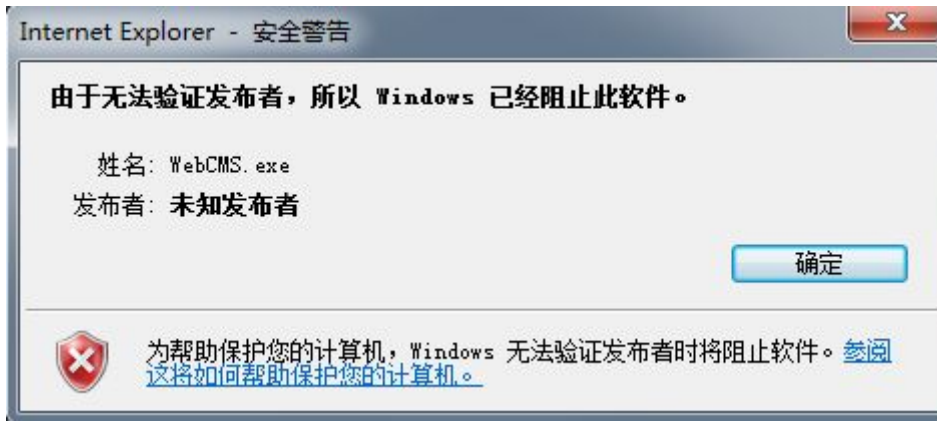 Internet Explorer - 安全警告
由于无法验证发布者，所以 Windows 已经阻止此软件。
姓名: WebCMS.exe
发布者: 未知发布者
确定
为帮助保护您的计算机，Windows 无法验证发布者时将阻止软件。参阅
这将如何帮助保护您的计算机。